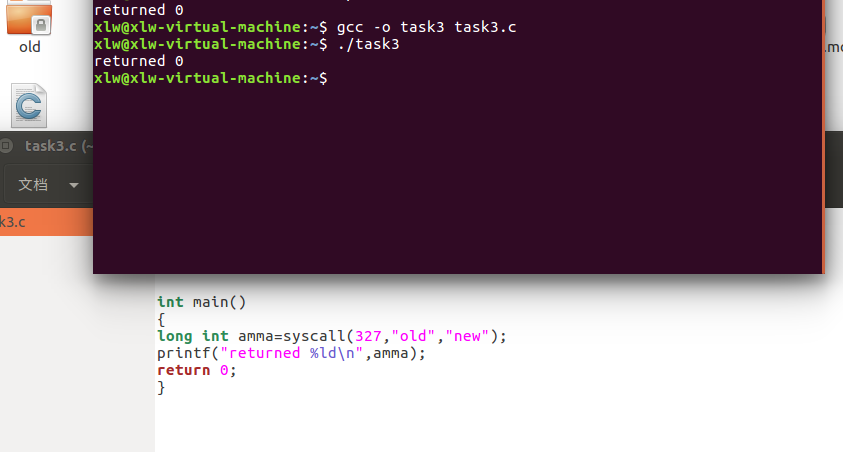 returned 0
xlw@xlw-virtual-machine:~$ gcc -o task3 task3.c
xlw@xlw-virtual-machine:~$ ./task3
returned 0
xlw@xlw-virtual-machine:~$
old
.mo
task3.c (~
文档
k3.c
int main()
{
long int amma=syscall(327,"old","new");
printf("returned %ld\n",amma);
return 0;
}